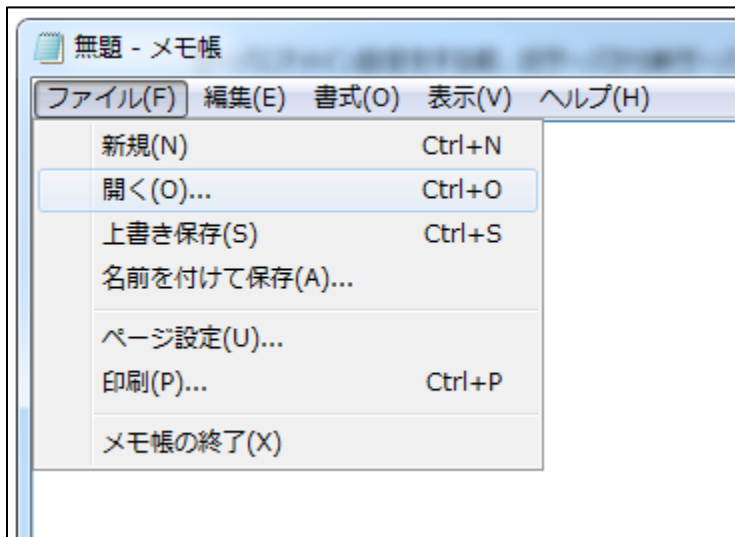 無題 - メモ帳
ファイル(F) 編集(E) 書式(O) 表示(V) ヘルプ(H)
新規(N) Ctrl+N
開く(O)... Ctrl+O
上書き保存(S) Ctrl+S
名前を付けて保存(A)...
ページ設定(U)...
印刷(P)... Ctrl+P
メモ帳の終了(X)